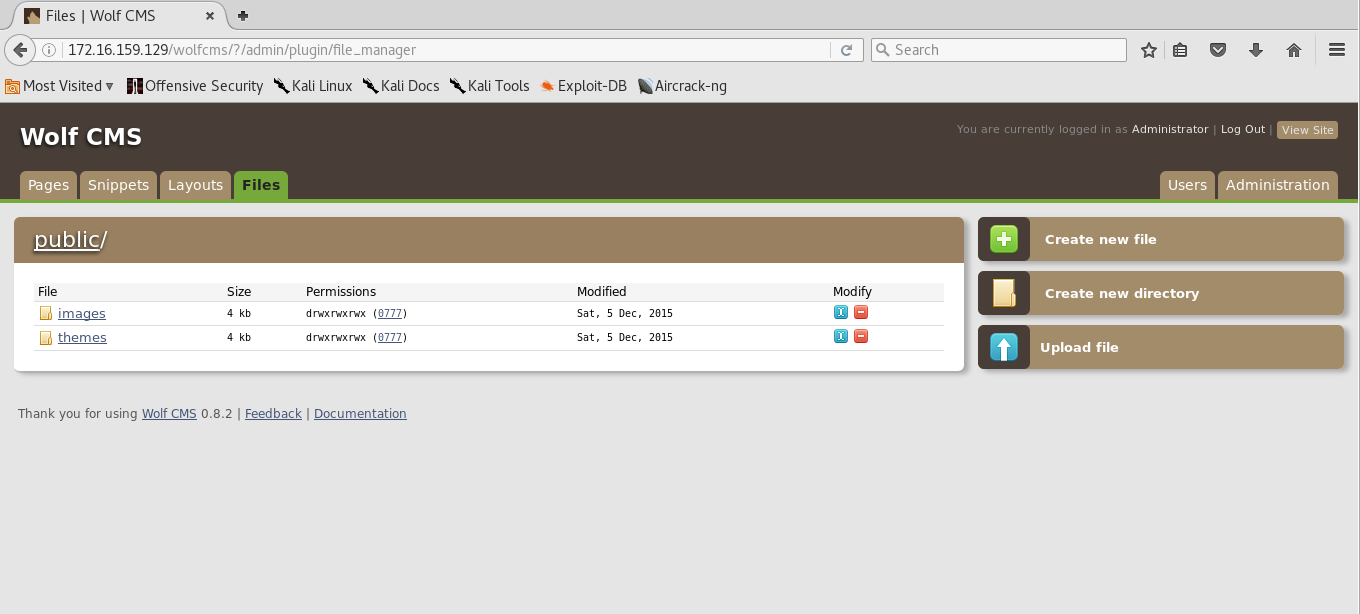 Files | Wolf CMS
172.16.159.129/wolfcms/?/admin/plugin/file_manager
Search
Most Visited Offensive Security Kali Linux Kali Docs Kali Tools Exploit-DB Aircrack-ng
Wolf CMS
You are currently logged in as Administrator | Log Out | View Site
Pages Snippets Layouts Files Users Administration
public/
Create new file
File Size Permissions Modified Modify
images 4 kb drwxrwxrwx (0777) Sat, 5 Dec, 2015
Create new directory
themes 4 kb drwxrwxrwx (0777) Sat, 5 Dec, 2015
Upload file
Thank you for using Wolf CMS 0.8.2 | Feedback | Documentation